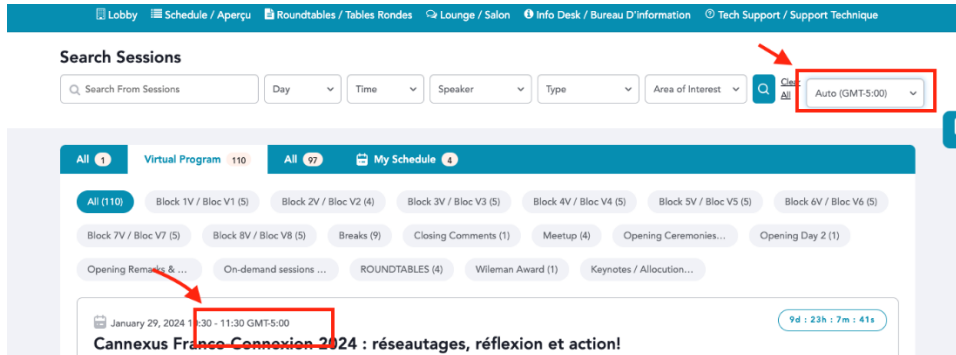 Lobby Schedule / Aperçu Roundtables / Tables Rondes Lounge / Salon Info Desk / Bureau D'information Tech Support / Support Technique
Search Sessions
Search From Sessions Day Time Speaker Type Area of Interest Clear All Auto (GMT-5:00)
All 1 Virtual Program 110 All 97 My Schedule 4
All (110) Block 1V / Bloc V1 (5) Block 2V / Bloc V2 (4) Block 3V / Bloc V3 (5) Block 4V / Bloc V4 (5) Block 5V / Bloc V5 (5) Block 6V / Bloc V6 (5)
Block 7V / Bloc V7 (5) Block 8V / Bloc V8 (5) Breaks (9) Closing Comments (1) Meetup (4) Opening Ceremonies... Opening Day 2 (1)
Opening Remarks & ... On-demand sessions ... ROUNDTABLES (4) Wileman Award (1) Keynotes / Allocution...
January 29, 2024 10:30 - 11:30 GMT-5:00 9d : 23h : 7m : 41s
Cannexus Franco Connexion 2024 : réseautages, réflexion et action!